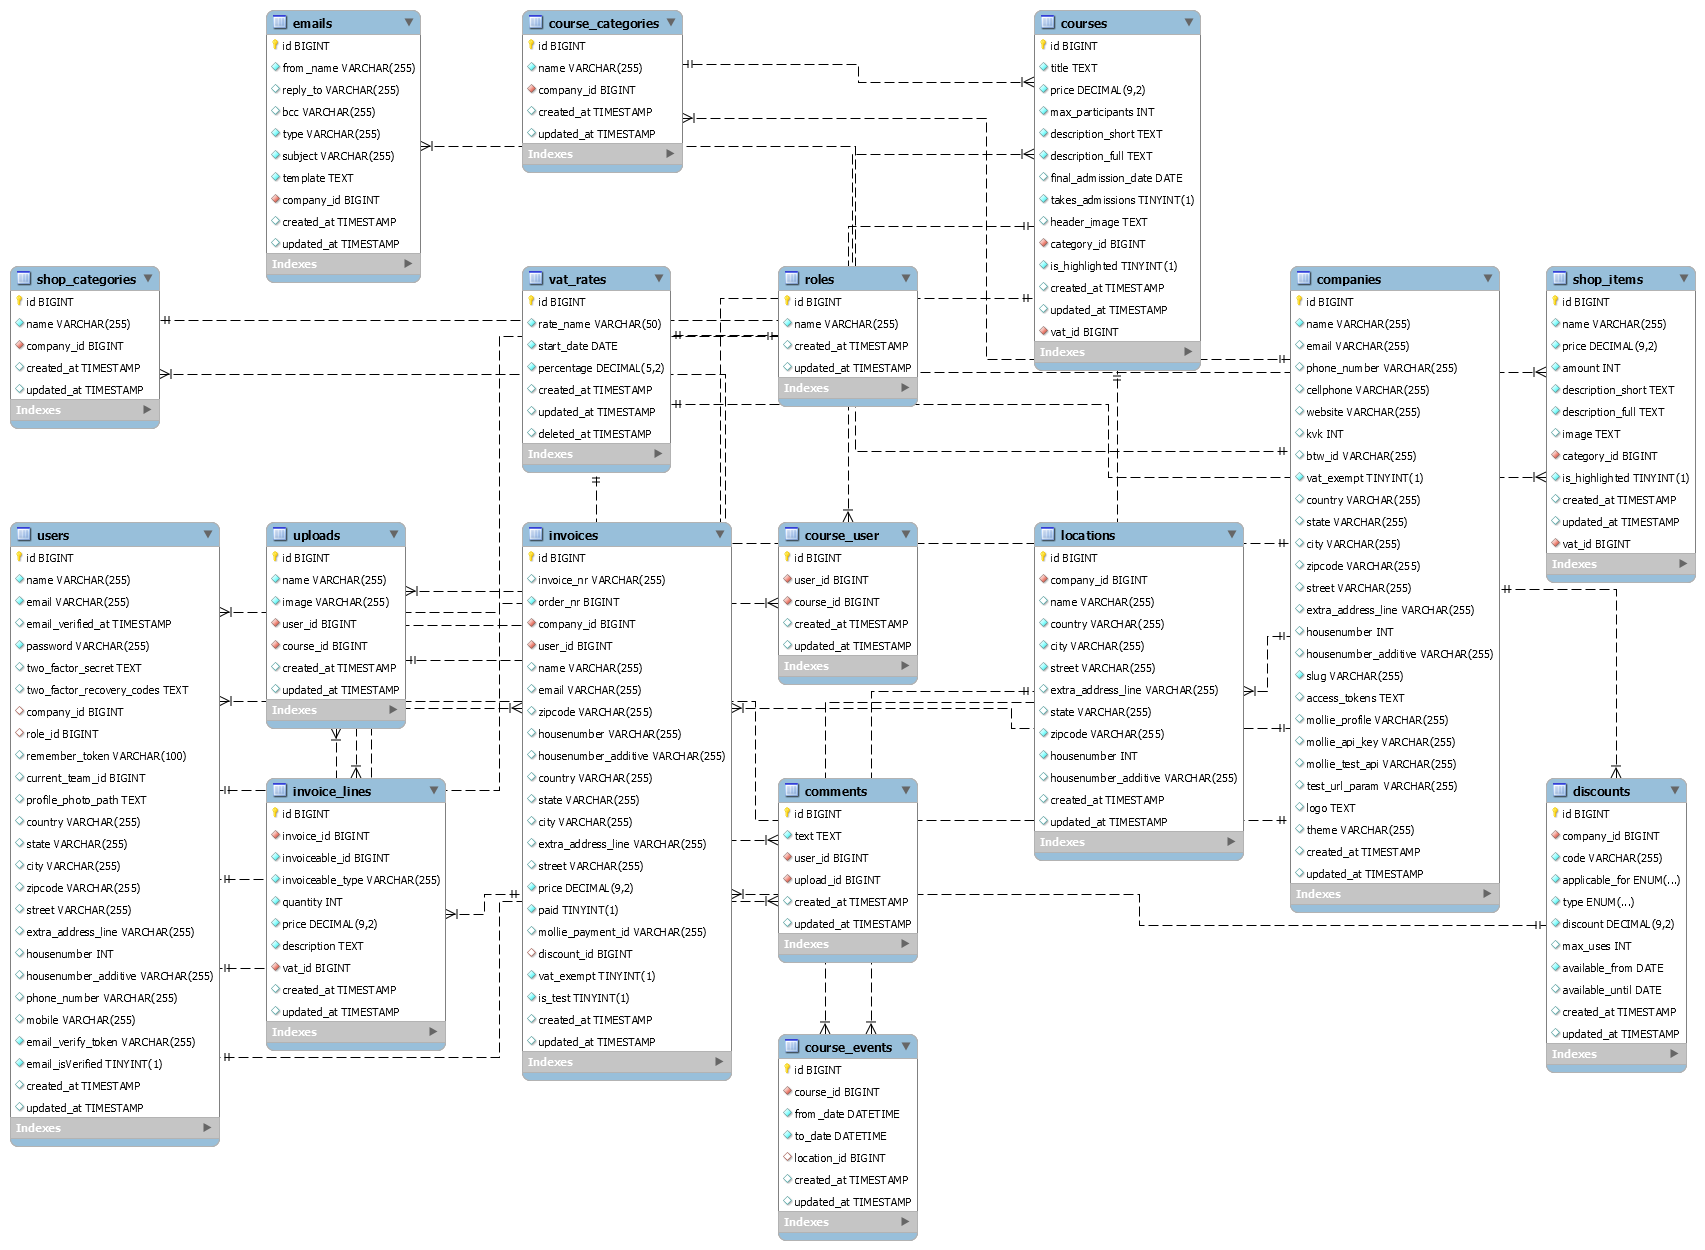 emails
id BIGINT
from_name VARCHAR(255)
reply_to VARCHAR(255)
bcc VARCHAR(255)
type VARCHAR(255)
subject VARCHAR(255)
template TEXT
company_id BIGINT
created_at TIMESTAMP
updated_at TIMESTAMP
Indexes
course_categories
id BIGINT
name VARCHAR(255)
company_id BIGINT
created_at TIMESTAMP
updated_at TIMESTAMP
Indexes
courses
id BIGINT
title TEXT
price DECIMAL(9,2)
max_participants INT
description_short TEXT
description_full TEXT
final_admission_date DATE
takes_admissions TINYINT(1)
header_image TEXT
category_id BIGINT
is_highlighted TINYINT(1)
created_at TIMESTAMP
updated_at TIMESTAMP
vat_id BIGINT
Indexes
shop_categories
id BIGINT
name VARCHAR(255)
company_id BIGINT
created_at TIMESTAMP
updated_at TIMESTAMP
Indexes
vat_rates
id BIGINT
rate_name VARCHAR(50)
start_date DATE
percentage DECIMAL(5,2)
created_at TIMESTAMP
updated_at TIMESTAMP
deleted_at TIMESTAMP
Indexes
roles
id BIGINT
name VARCHAR(255)
created_at TIMESTAMP
updated_at TIMESTAMP
Indexes
companies
id BIGINT
name VARCHAR(255)
email VARCHAR(255)
phone_number VARCHAR(255)
cellphone VARCHAR(255)
website VARCHAR(255)
kvk INT
btw_id VARCHAR(255)
vat_exempt TINYINT(1)
country VARCHAR(255)
state VARCHAR(255)
city VARCHAR(255)
zipcode VARCHAR(255)
street VARCHAR(255)
extra_address_line VARCHAR(255)
housenumber INT
housenumber_additive VARCHAR(255)
slug VARCHAR(255)
access_tokens TEXT
mollie_profile VARCHAR(255)
mollie_api_key VARCHAR(255)
mollie_test_api VARCHAR(255)
test_url_param VARCHAR(255)
logo TEXT
theme VARCHAR(255)
created_at TIMESTAMP
updated_at TIMESTAMP
Indexes
shop_items
id BIGINT
name VARCHAR(255)
price DECIMAL(9,2)
amount INT
description_short TEXT
description_full TEXT
image TEXT
category_id BIGINT
is_highlighted TINYINT(1)
created_at TIMESTAMP
updated_at TIMESTAMP
vat_id BIGINT
Indexes
users
id BIGINT
name VARCHAR(255)
email VARCHAR(255)
email_verified_at TIMESTAMP
password VARCHAR(255)
two_factor_secret TEXT
two_factor_recovery_codes TEXT
company_id BIGINT
role_id BIGINT
remember_token VARCHAR(100)
current_team_id BIGINT
profile_photo_path TEXT
country VARCHAR(255)
state VARCHAR(255)
city VARCHAR(255)
zipcode VARCHAR(255)
street VARCHAR(255)
extra_address_line VARCHAR(255)
housenumber INT
housenumber_additive VARCHAR(255)
phone_number VARCHAR(255)
mobile VARCHAR(255)
email_verify_token VARCHAR(255)
email_isVerified TINYINT(1)
created_at TIMESTAMP
updated_at TIMESTAMP
Indexes
uploads
id BIGINT
name VARCHAR(255)
image VARCHAR(255)
user_id BIGINT
course_id BIGINT
created_at TIMESTAMP
updated_at TIMESTAMP
Indexes
invoices
id BIGINT
invoice_nr VARCHAR(255)
order_nr BIGINT
company_id BIGINT
user_id BIGINT
name VARCHAR(255)
email VARCHAR(255)
zipcode VARCHAR(255)
housenumber VARCHAR(255)
housenumber_additive VARCHAR(255)
country VARCHAR(255)
state VARCHAR(255)
city VARCHAR(255)
extra_address_line VARCHAR(255)
street VARCHAR(255)
price DECIMAL(9,2)
paid TINYINT(1)
mollie_payment_id VARCHAR(255)
discount_id BIGINT
vat_exempt TINYINT(1)
is_test TINYINT(1)
created_at TIMESTAMP
updated_at TIMESTAMP
Indexes
course_user
id BIGINT
user_id BIGINT
course_id BIGINT
created_at TIMESTAMP
updated_at TIMESTAMP
Indexes
locations
id BIGINT
company_id BIGINT
name VARCHAR(255)
country VARCHAR(255)
city VARCHAR(255)
street VARCHAR(255)
extra_address_line VARCHAR(255)
state VARCHAR(255)
zipcode VARCHAR(255)
housenumber INT
housenumber_additive VARCHAR(255)
created_at TIMESTAMP
updated_at TIMESTAMP
Indexes
invoice_lines
id BIGINT
invoice_id BIGINT
invoiceable_id BIGINT
invoiceable_type VARCHAR(255)
quantity INT
price DECIMAL(9,2)
description TEXT
vat_id BIGINT
created_at TIMESTAMP
updated_at TIMESTAMP
Indexes
comments
id BIGINT
text TEXT
user_id BIGINT
upload_id BIGINT
created_at TIMESTAMP
updated_at TIMESTAMP
Indexes
discounts
id BIGINT
company_id BIGINT
code VARCHAR(255)
applicable_for ENUM(...)
type ENUM(...)
discount DECIMAL(9,2)
max_uses INT
available_from DATE
available_until DATE
created_at TIMESTAMP
updated_at TIMESTAMP
Indexes
course_events
id BIGINT
course_id BIGINT
from_date DATETIME
to_date DATETIME
location_id BIGINT
created_at TIMESTAMP
updated_at TIMESTAMP
Indexes